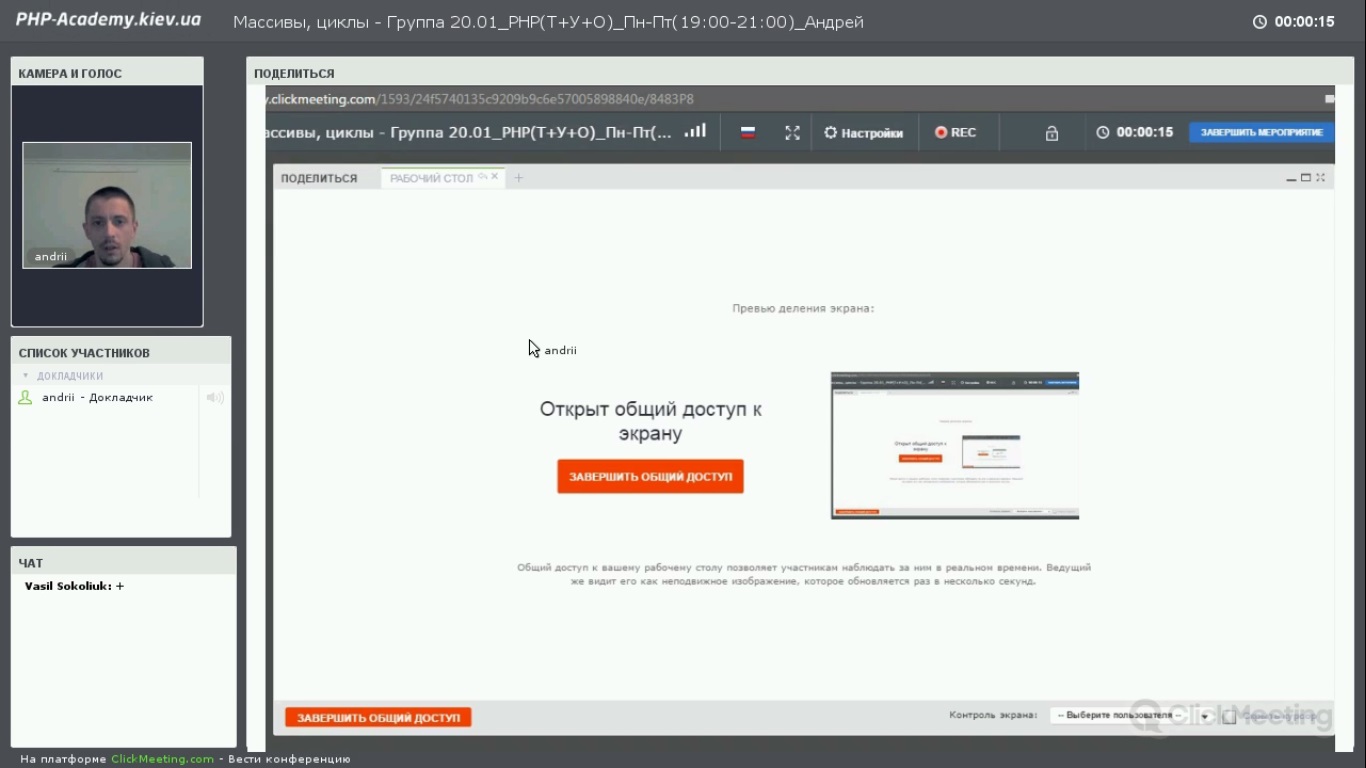 PHP-Academy.kiev.ua
Массивы, циклы - Группа 20.01_PHP(Т+У+О)_Пн-Пт(19:00-21:00)_Андрей
00:00:15
КАМЕРА И ГОЛОС
andrii
СПИСОК УЧАСТНИКОВ
ДОКЛАДЧИКИ
andrii - Докладчик
ЧАТ
Vasil Sokoliuk: +
ПОДЕЛИТЬСЯ
.clickmeeting.com/1593/24f5740135c9209b9c6e57005898840e/8483P8
ассивы, циклы - Группа 20.01_PHP(Т+У+О)_Пн-Пт(...
Настройки
REC
00:00:15
ЗАВЕРШИТЬ МЕРОПРИЯТИЕ
ПОДЕЛИТЬСЯ
РАБОЧИЙ СТОЛ
Превью деления экрана:
andrii
Открыт общий доступ к
экрану
ЗАВЕРШИТЬ ОБЩИЙ ДОСТУП
Общий доступ к вашему рабочему столу позволяет участникам наблюдать за ним в реальном времени. Ведущий
же видит его как неподвижное изображение, которое обновляется раз в несколько секунд.
ЗАВЕРШИТЬ ОБЩИЙ ДОСТУП
Контроль экрана:
-- Выберите пользователя --
ClickMeeting
На платформе ClickMeeting.com - Вести конференцию